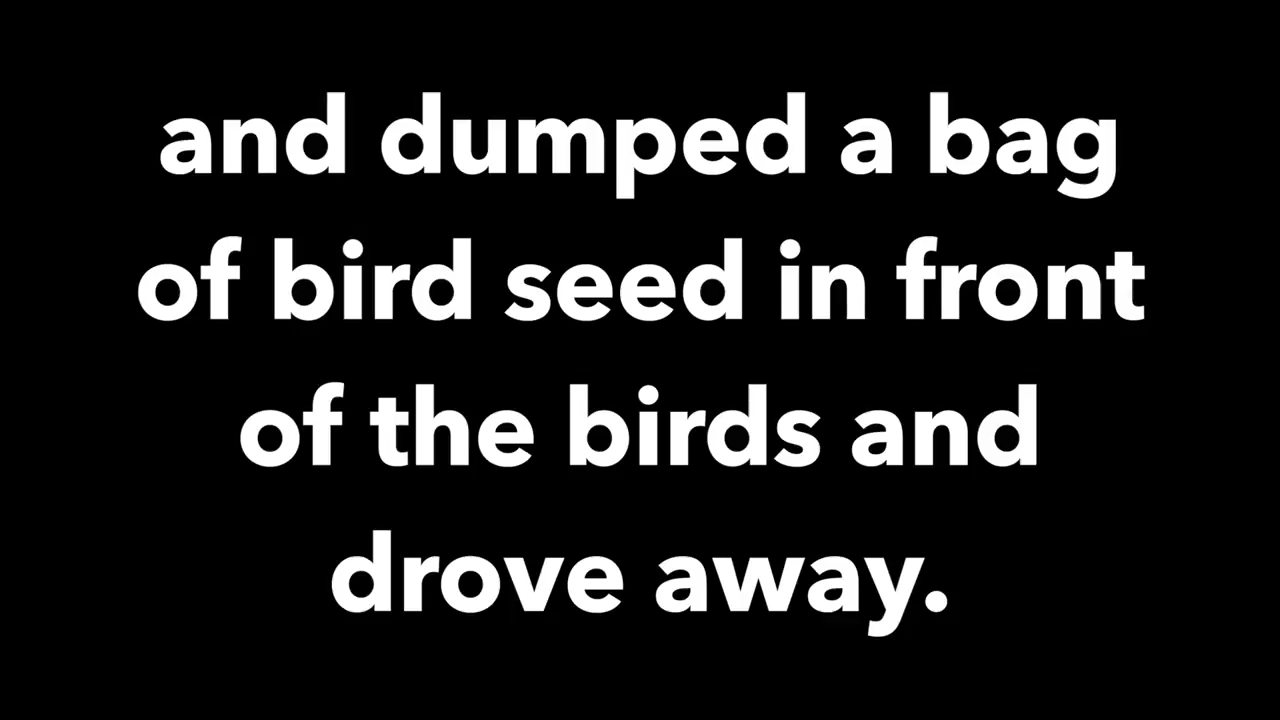 and dumped a bag
of bird seed in front
of the birds and
drove away.